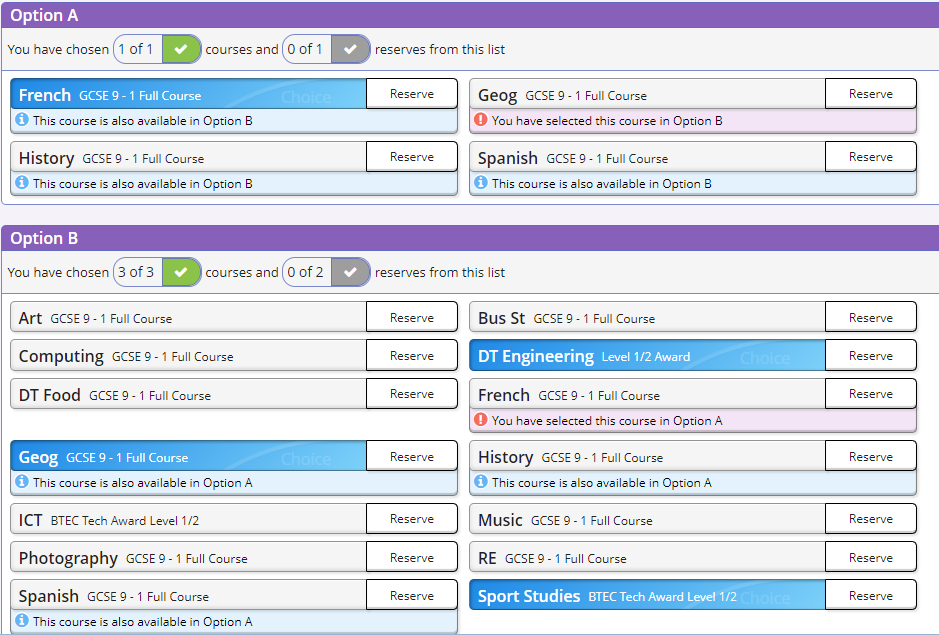 Option A
You have chosen 1 of 1 courses and 0 of 1 reserves from this list
French GCSE 9 - 1 Full Course Choice Reserve
This course is also available in Option B
Geog GCSE 9 - 1 Full Course Reserve
You have selected this course in Option B
History GCSE 9 - 1 Full Course Reserve
This course is also available in Option B
Spanish GCSE 9 - 1 Full Course Reserve
This course is also available in Option B
Option B
You have chosen 3 of 3 courses and 0 of 2 reserves from this list
Art GCSE 9 - 1 Full Course Reserve
Bus St GCSE 9 - 1 Full Course Reserve
Computing GCSE 9 - 1 Full Course Reserve
DT Engineering Level 1/2 Award Choice Reserve
DT Food GCSE 9 - 1 Full Course Reserve
French GCSE 9 - 1 Full Course Reserve
You have selected this course in Option A
Geog GCSE 9 - 1 Full Course Choice Reserve
This course is also available in Option A
History GCSE 9 - 1 Full Course Reserve
This course is also available in Option A
ICT BTEC Tech Award Level 1/2 Reserve
Music GCSE 9 - 1 Full Course Reserve
Photography GCSE 9 - 1 Full Course Reserve
RE GCSE 9 - 1 Full Course Reserve
Spanish GCSE 9 - 1 Full Course Reserve
This course is also available in Option A
Sport Studies BTEC Tech Award Level 1/2 Choice Reserve